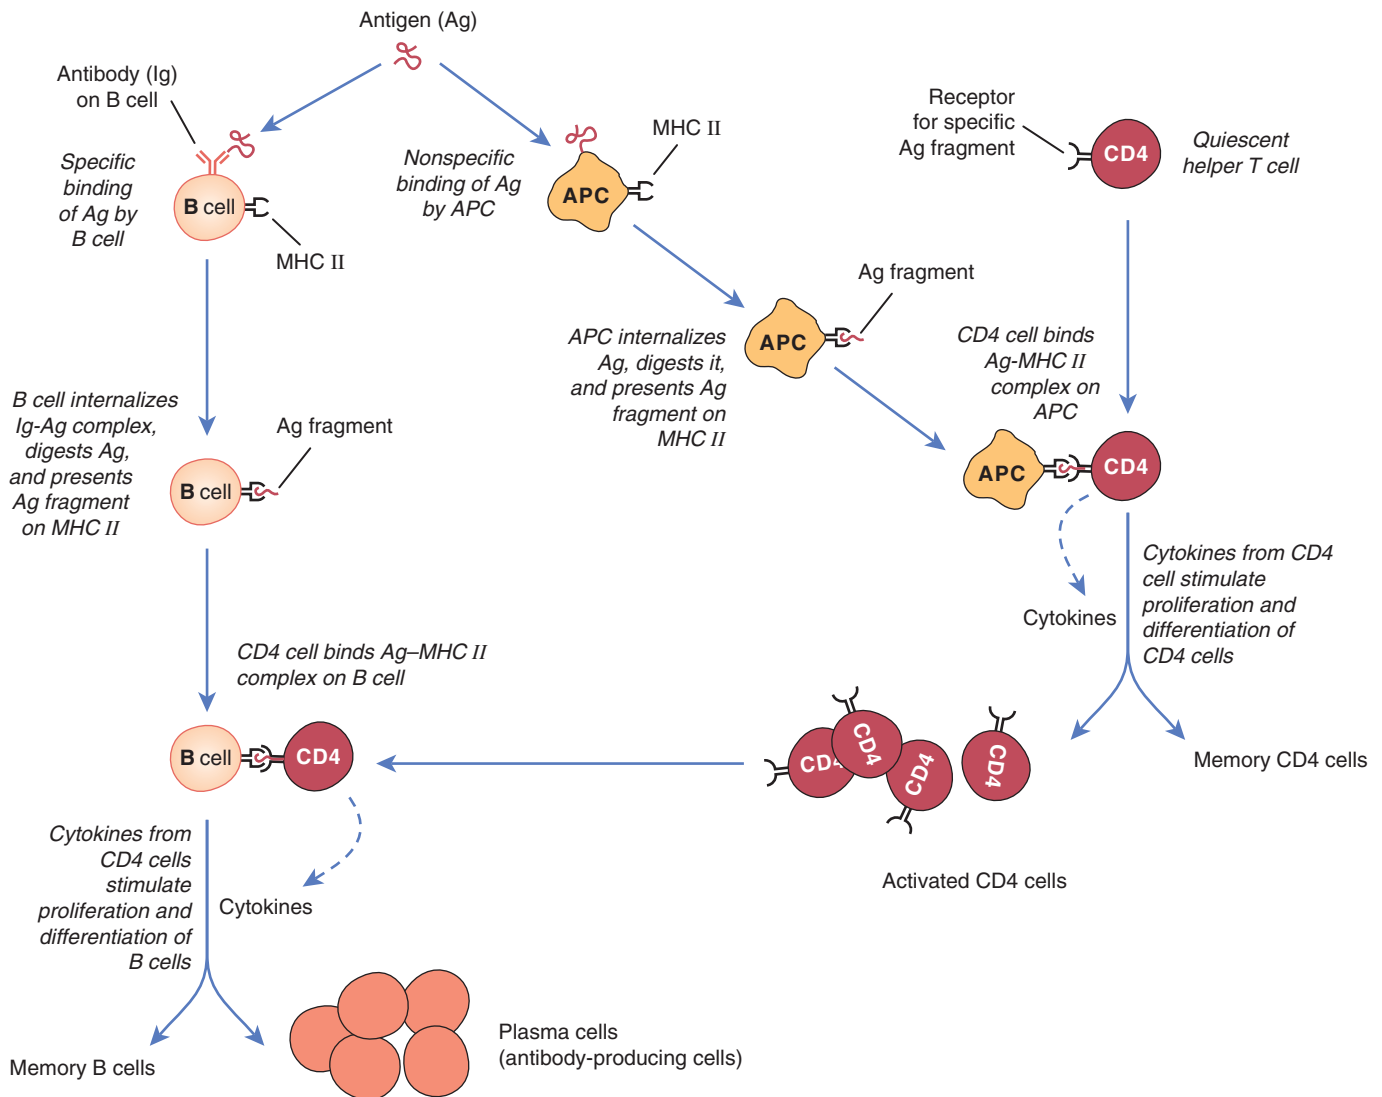 Antigen (Ag)
Antibody (Ig)
on B cell
Specific
binding
of Ag by
B cell
B cell
MHC II
Nonspecific
binding of Ag
by APC
APC
MHC II
Receptor
for specific
Ag fragment
CD4
Quiescent
helper T cell
APC internalizes
Ag, digests it,
and presents Ag
fragment on
MHC II
APC
Ag fragment
CD4 cell binds
Ag-MHC II
complex on
APC
APC
CD4
B cell internalizes
Ig-Ag complex,
digests Ag,
and presents
Ag fragment
on MHC II
Ag fragment
B cell
Cytokines
Cytokines from CD4
cell stimulate
proliferation and
differentiation of
CD4 cells
CD4 cell binds Ag–MHC II
complex on B cell
B cell
CD4
CD4
CD4
CD4
CD4
Memory CD4 cells
Activated CD4 cells
Cytokines from
CD4 cells
stimulate
proliferation and
differentiation of
B cells
Cytokines
Memory B cells
Plasma cells
(antibody-producing cells)